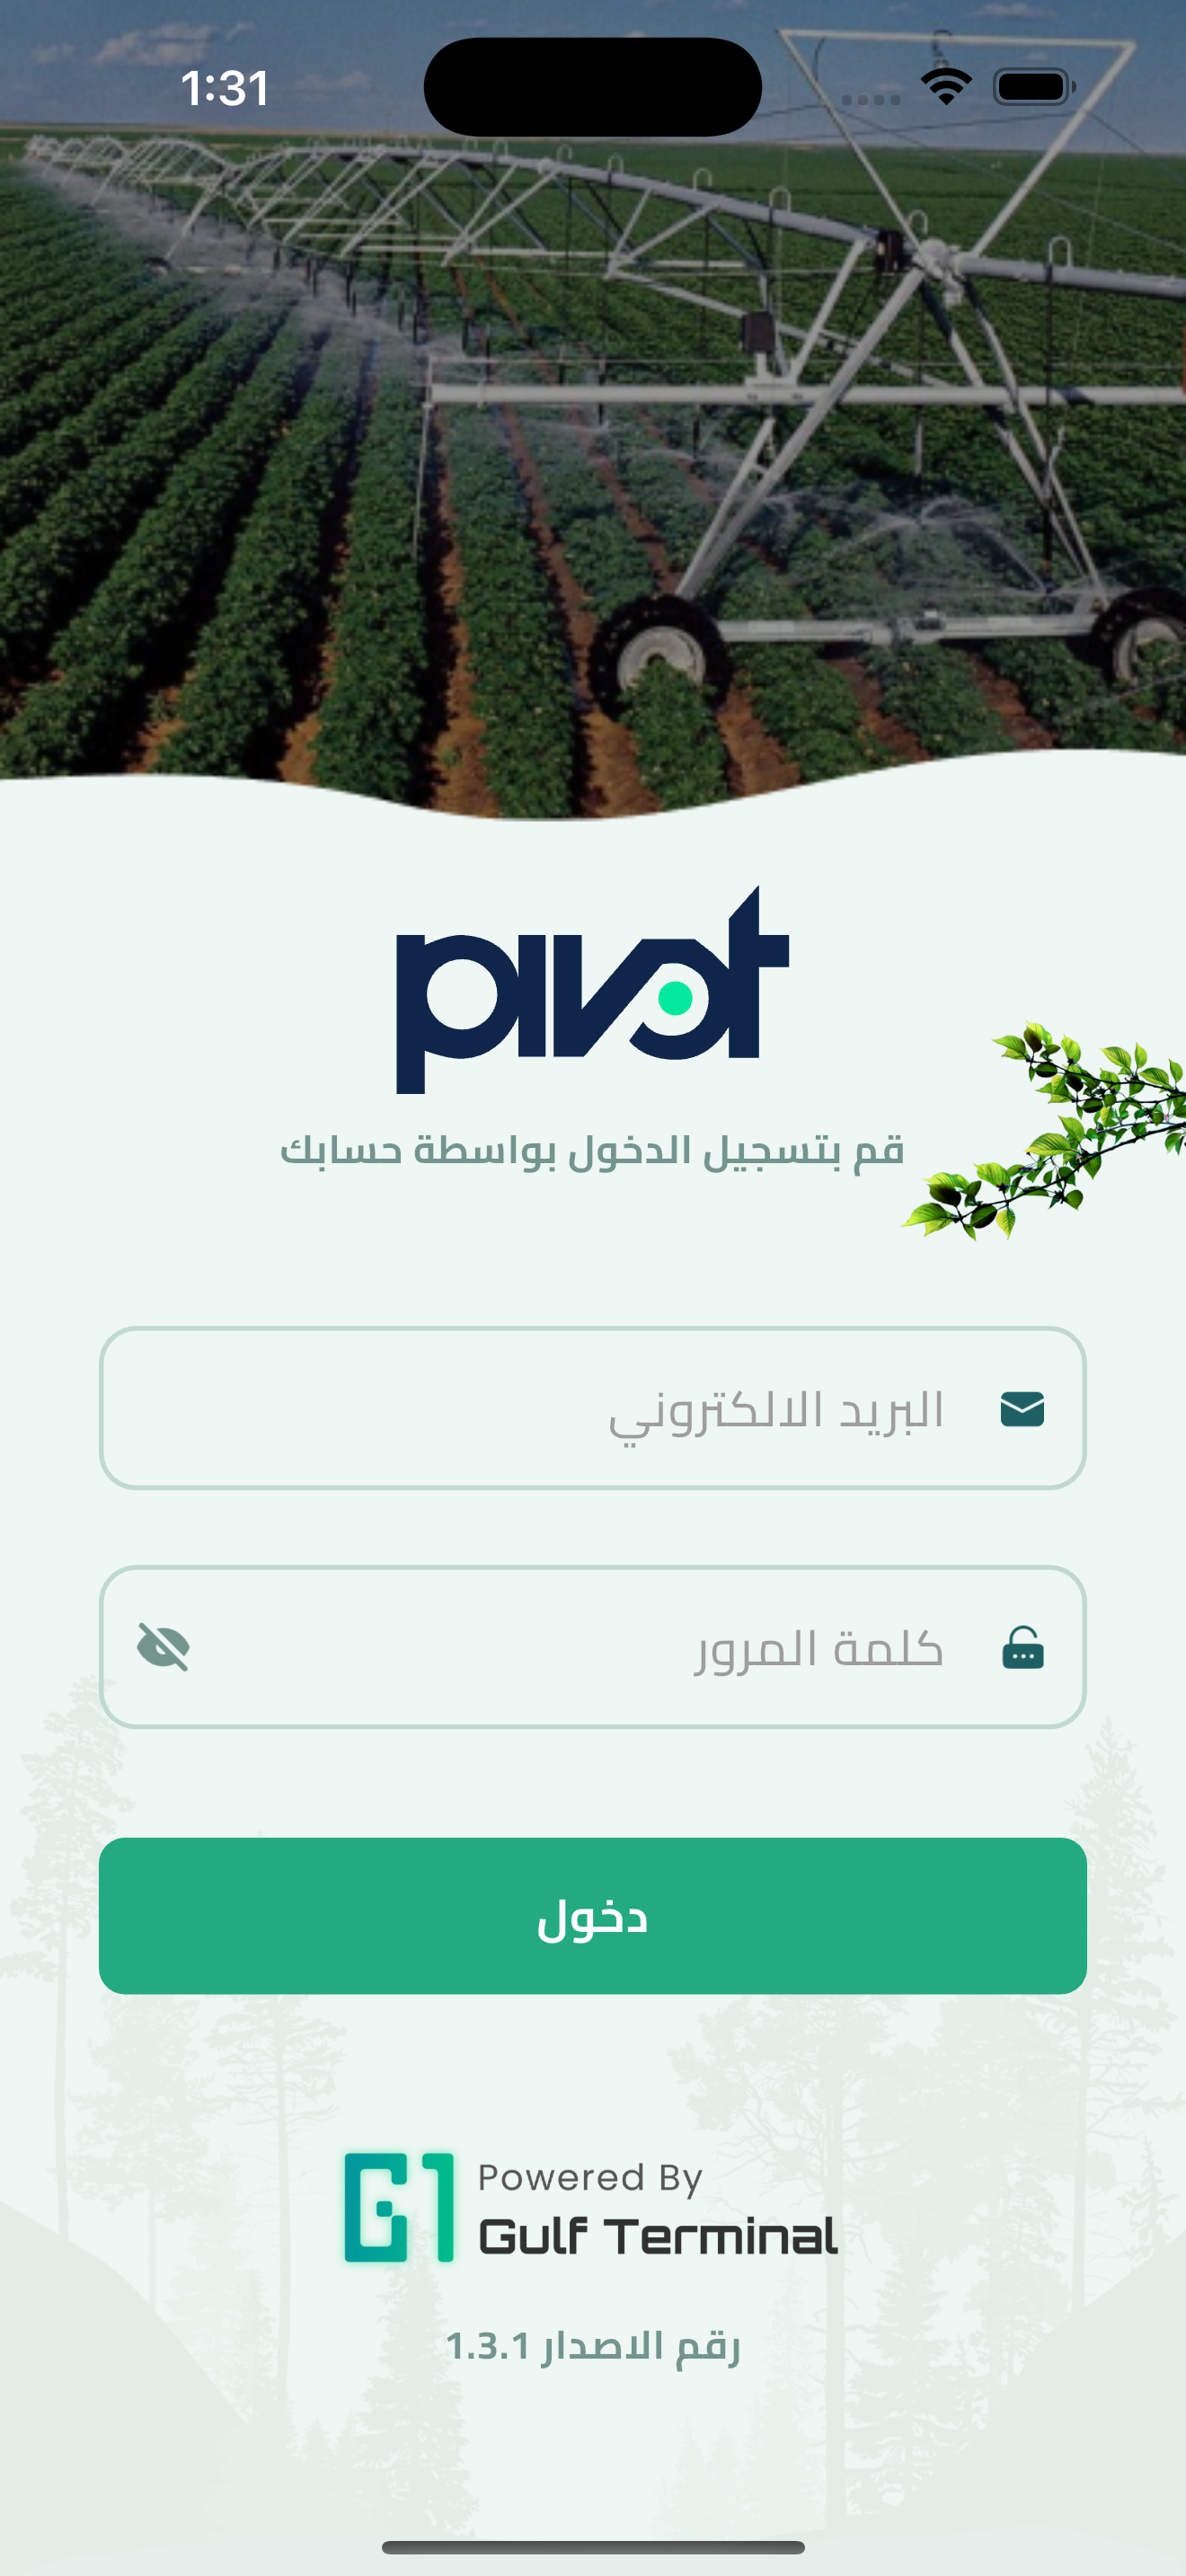 1:31
pivot
قم بتسجيل الدخول بواسطة حسابك
البريد الالكتروني
كلمة المرور
دخول
G1
Powered By
Gulf Terminal
رقم الاصدار 1.3.1